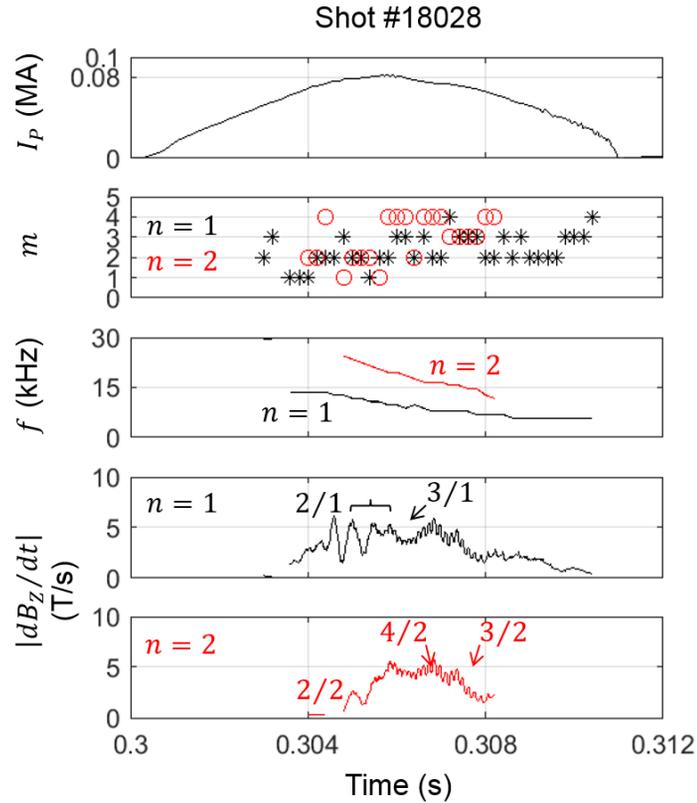 Shot #18028
I_P (MA)
0.1
0.08
0
m
5
4
3
2
1
0
n = 1
n = 2
f (kHz)
30
15
0
n = 2
n = 1
|dB_Z/dt|
(T/s)
10
5
0
n = 1
2/1
3/1
10
5
0
n = 2
4/2
3/2
2/2
0.3
0.304
0.308
0.312
Time (s)